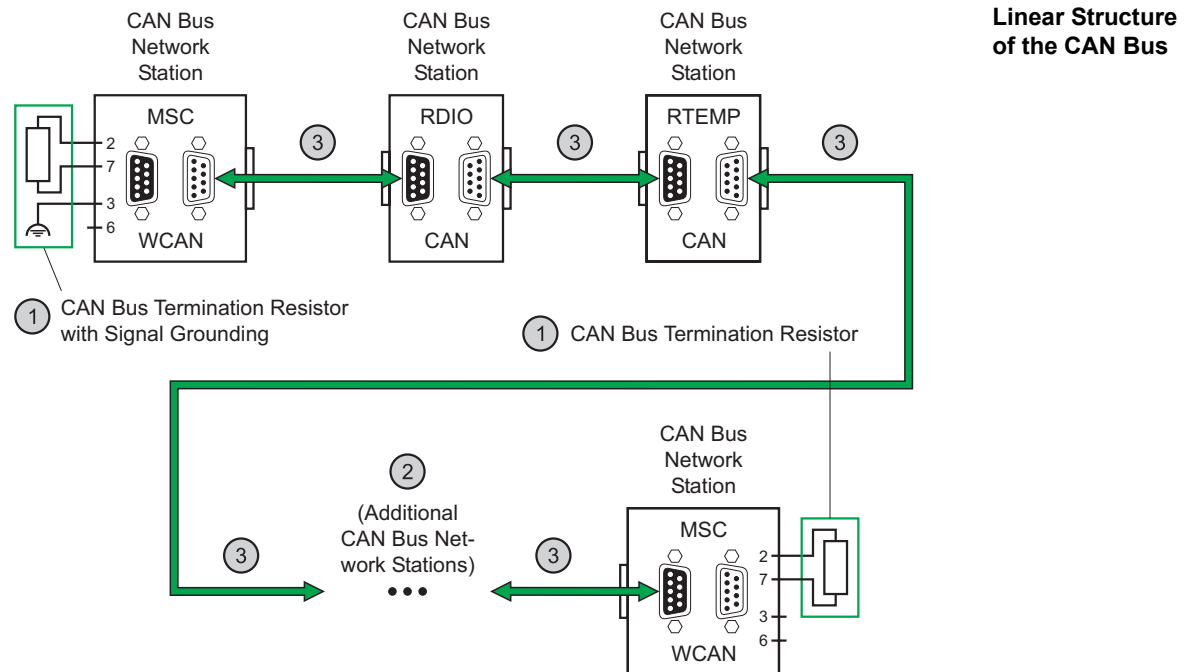 Linear Structure
of the CAN Bus
CAN Bus
Network
Station
CAN Bus
Network
Station
CAN Bus
Network
Station
MSC
2
7
3
6
WCAN
3
RDIO
CAN
3
RTEMP
CAN
3
1
CAN Bus Termination Resistor
with Signal Grounding
1
CAN Bus Termination Resistor
2
(Additional
CAN Bus Net-
work Stations)
•••
3
3
CAN Bus
Network
Station
MSC
2
7
3
6
WCAN